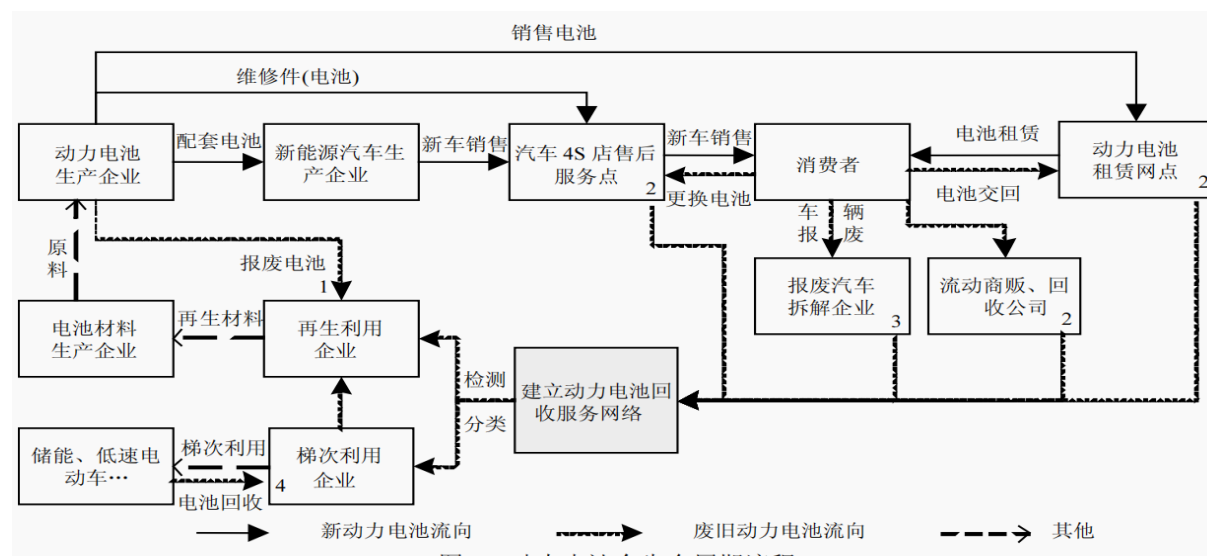 销售电池
维修件(电池)
动力电池
生产企业
配套电池
新能源汽车生
产企业
新车销售
汽车 4S 店售后
服务点
2
新车销售
更换电池
消费者
电池租赁
电池交回
动力电池
租赁网点
2
原料
报废电池
1
车辆
报废
报废汽车
拆解企业
3
流动商贩、回
收公司
2
电池材料
生产企业
再生材料
再生利用
企业
检测
分类
建立动力电池回
收服务网络
储能、低速电
动车…
梯次利用
电池回收
梯次利用
企业
4
新动力电池流向
废旧动力电池流向
其他